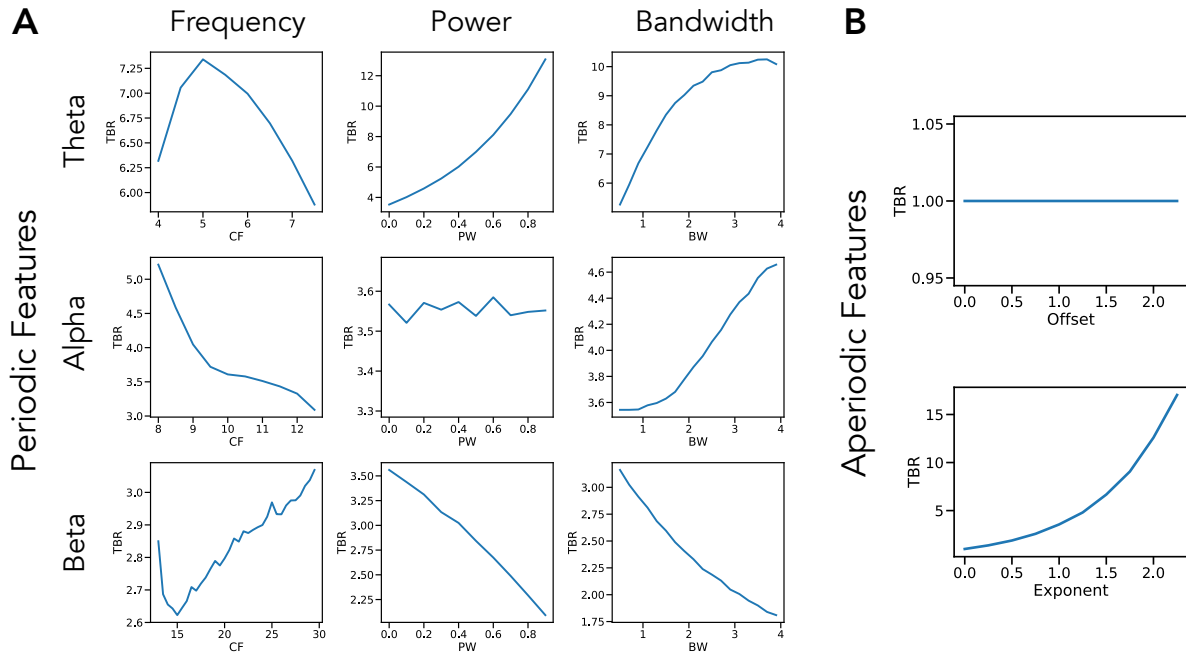 A
Frequency
Power
Bandwidth
B
Periodic Features
Theta
TBR
7.25
7.00
6.75
6.50
6.25
6.00
4 5 6 7
CF
TBR
12
10
8
6
4
0.0 0.2 0.4 0.6 0.8
PW
TBR
10
9
8
7
6
1 2 3 4
BW
Alpha
TBR
5.0
4.5
4.0
3.5
3.0
8 9 10 11 12
CF
TBR
3.6
3.5
3.4
3.3
0.0 0.2 0.4 0.6 0.8
PW
TBR
4.6
4.4
4.2
4.0
3.8
3.6
1 2 3 4
BW
Beta
TBR
3.0
2.9
2.8
2.7
2.6
15 20 25 30
CF
TBR
3.50
3.25
3.00
2.75
2.50
2.25
0.0 0.2 0.4 0.6 0.8
PW
TBR
3.00
2.75
2.50
2.25
2.00
1.75
1 2 3 4
BW
Aperiodic Features
TBR
1.05
1.00
0.95
0.0 0.5 1.0 1.5 2.0
Offset
TBR
15
10
5
0.0 0.5 1.0 1.5 2.0
Exponent